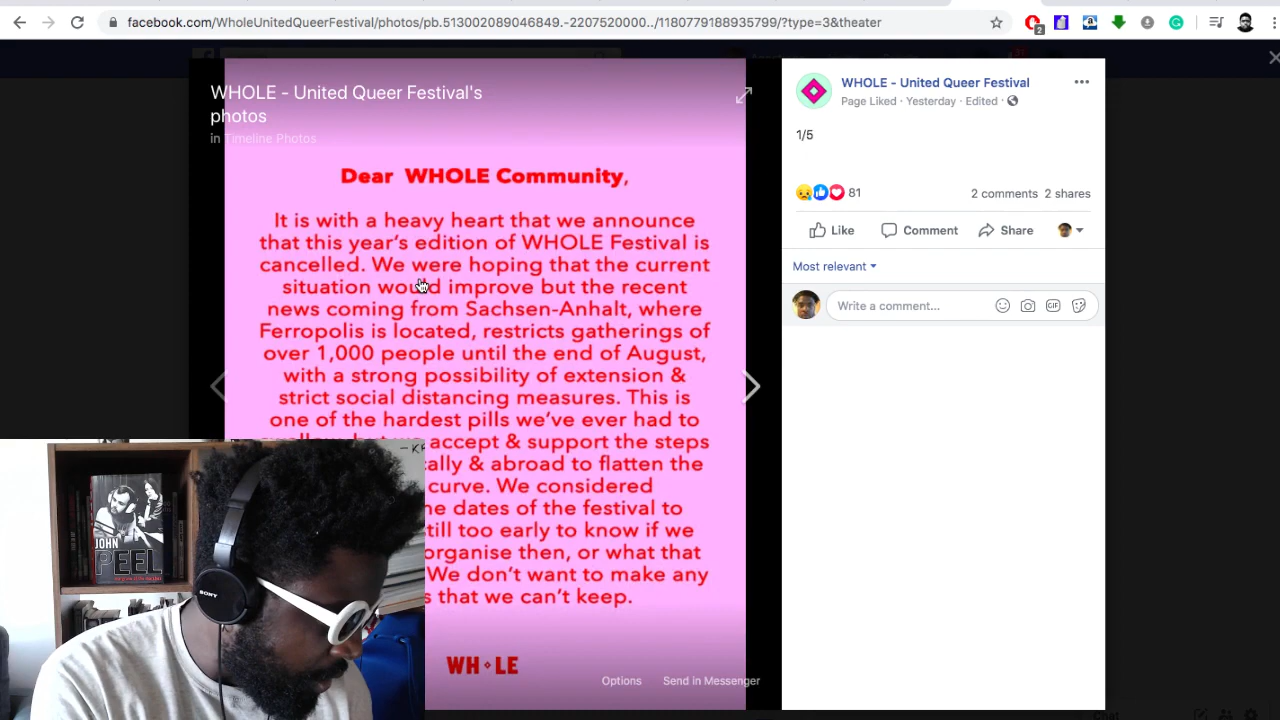 facebook.com/WholeUnitedQueerFestival/photos/pb.513002089046849.-2207520000../1180779188935799/?type=3&theater
2
WHOLE - United Queer Festival's
photos
in Timeline Photos
Dear WHOLE Community,
It is with a heavy heart that we announce
that this year's edition of WHOLE Festival is
cancelled. We were hoping that the current
situation would improve but the recent
news coming from Sachsen-Anhalt, where
Ferropolis is located, restricts gatherings of
over 1,000 people until the end of August,
with a strong possibility of extension &
strict social distancing measures. This is
one of the hardest pills we've ever had to
accept & support the steps
& abroad to flatten the
curve. We considered
dates of the festival to
too early to know if we
organise then, or what that
We don't want to make any
that we can't keep.
WH LE
Options
Send in Messenger
WHOLE - United Queer Festival
Page Liked · Yesterday · Edited ·
1/5
81
2 comments 2 shares
Like
Comment
Share
Most relevant
Write a comment...
GIF
JOHN
PEEL
SONY
Chat